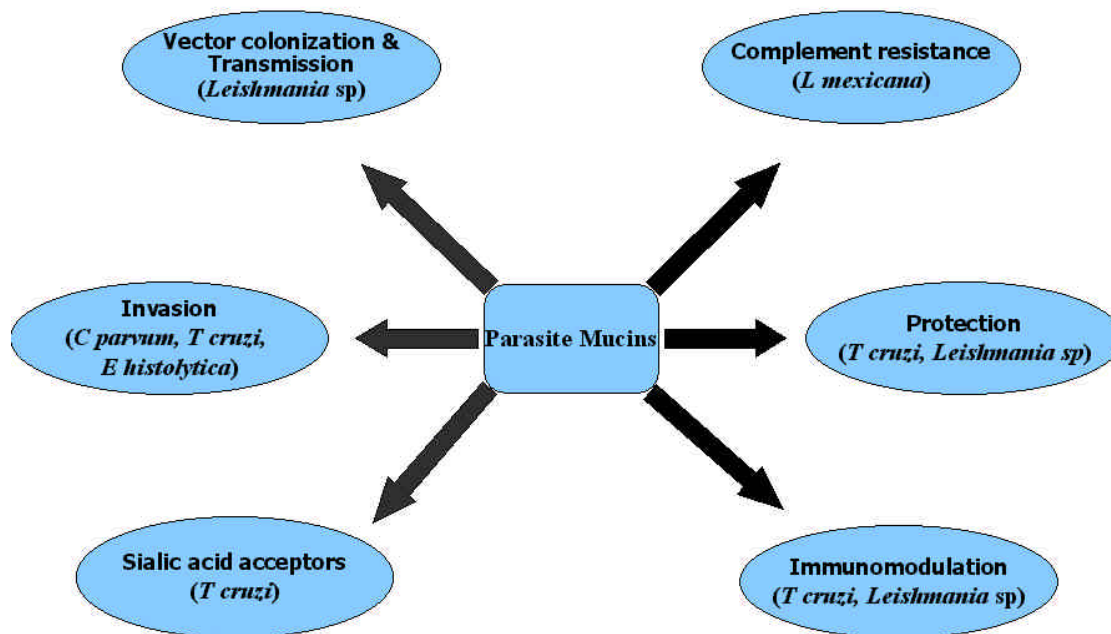 Vector colonization &
Transmission
(Leishmania sp)
Complement resistance
(L mexicana)
Invasion
(C parvum, T cruzi,
E histolytica)
Parasite Mucins
Protection
(T cruzi, Leishmania sp)
Sialic acid acceptors
(T cruzi)
Immunomodulation
(T cruzi, Leishmania sp)